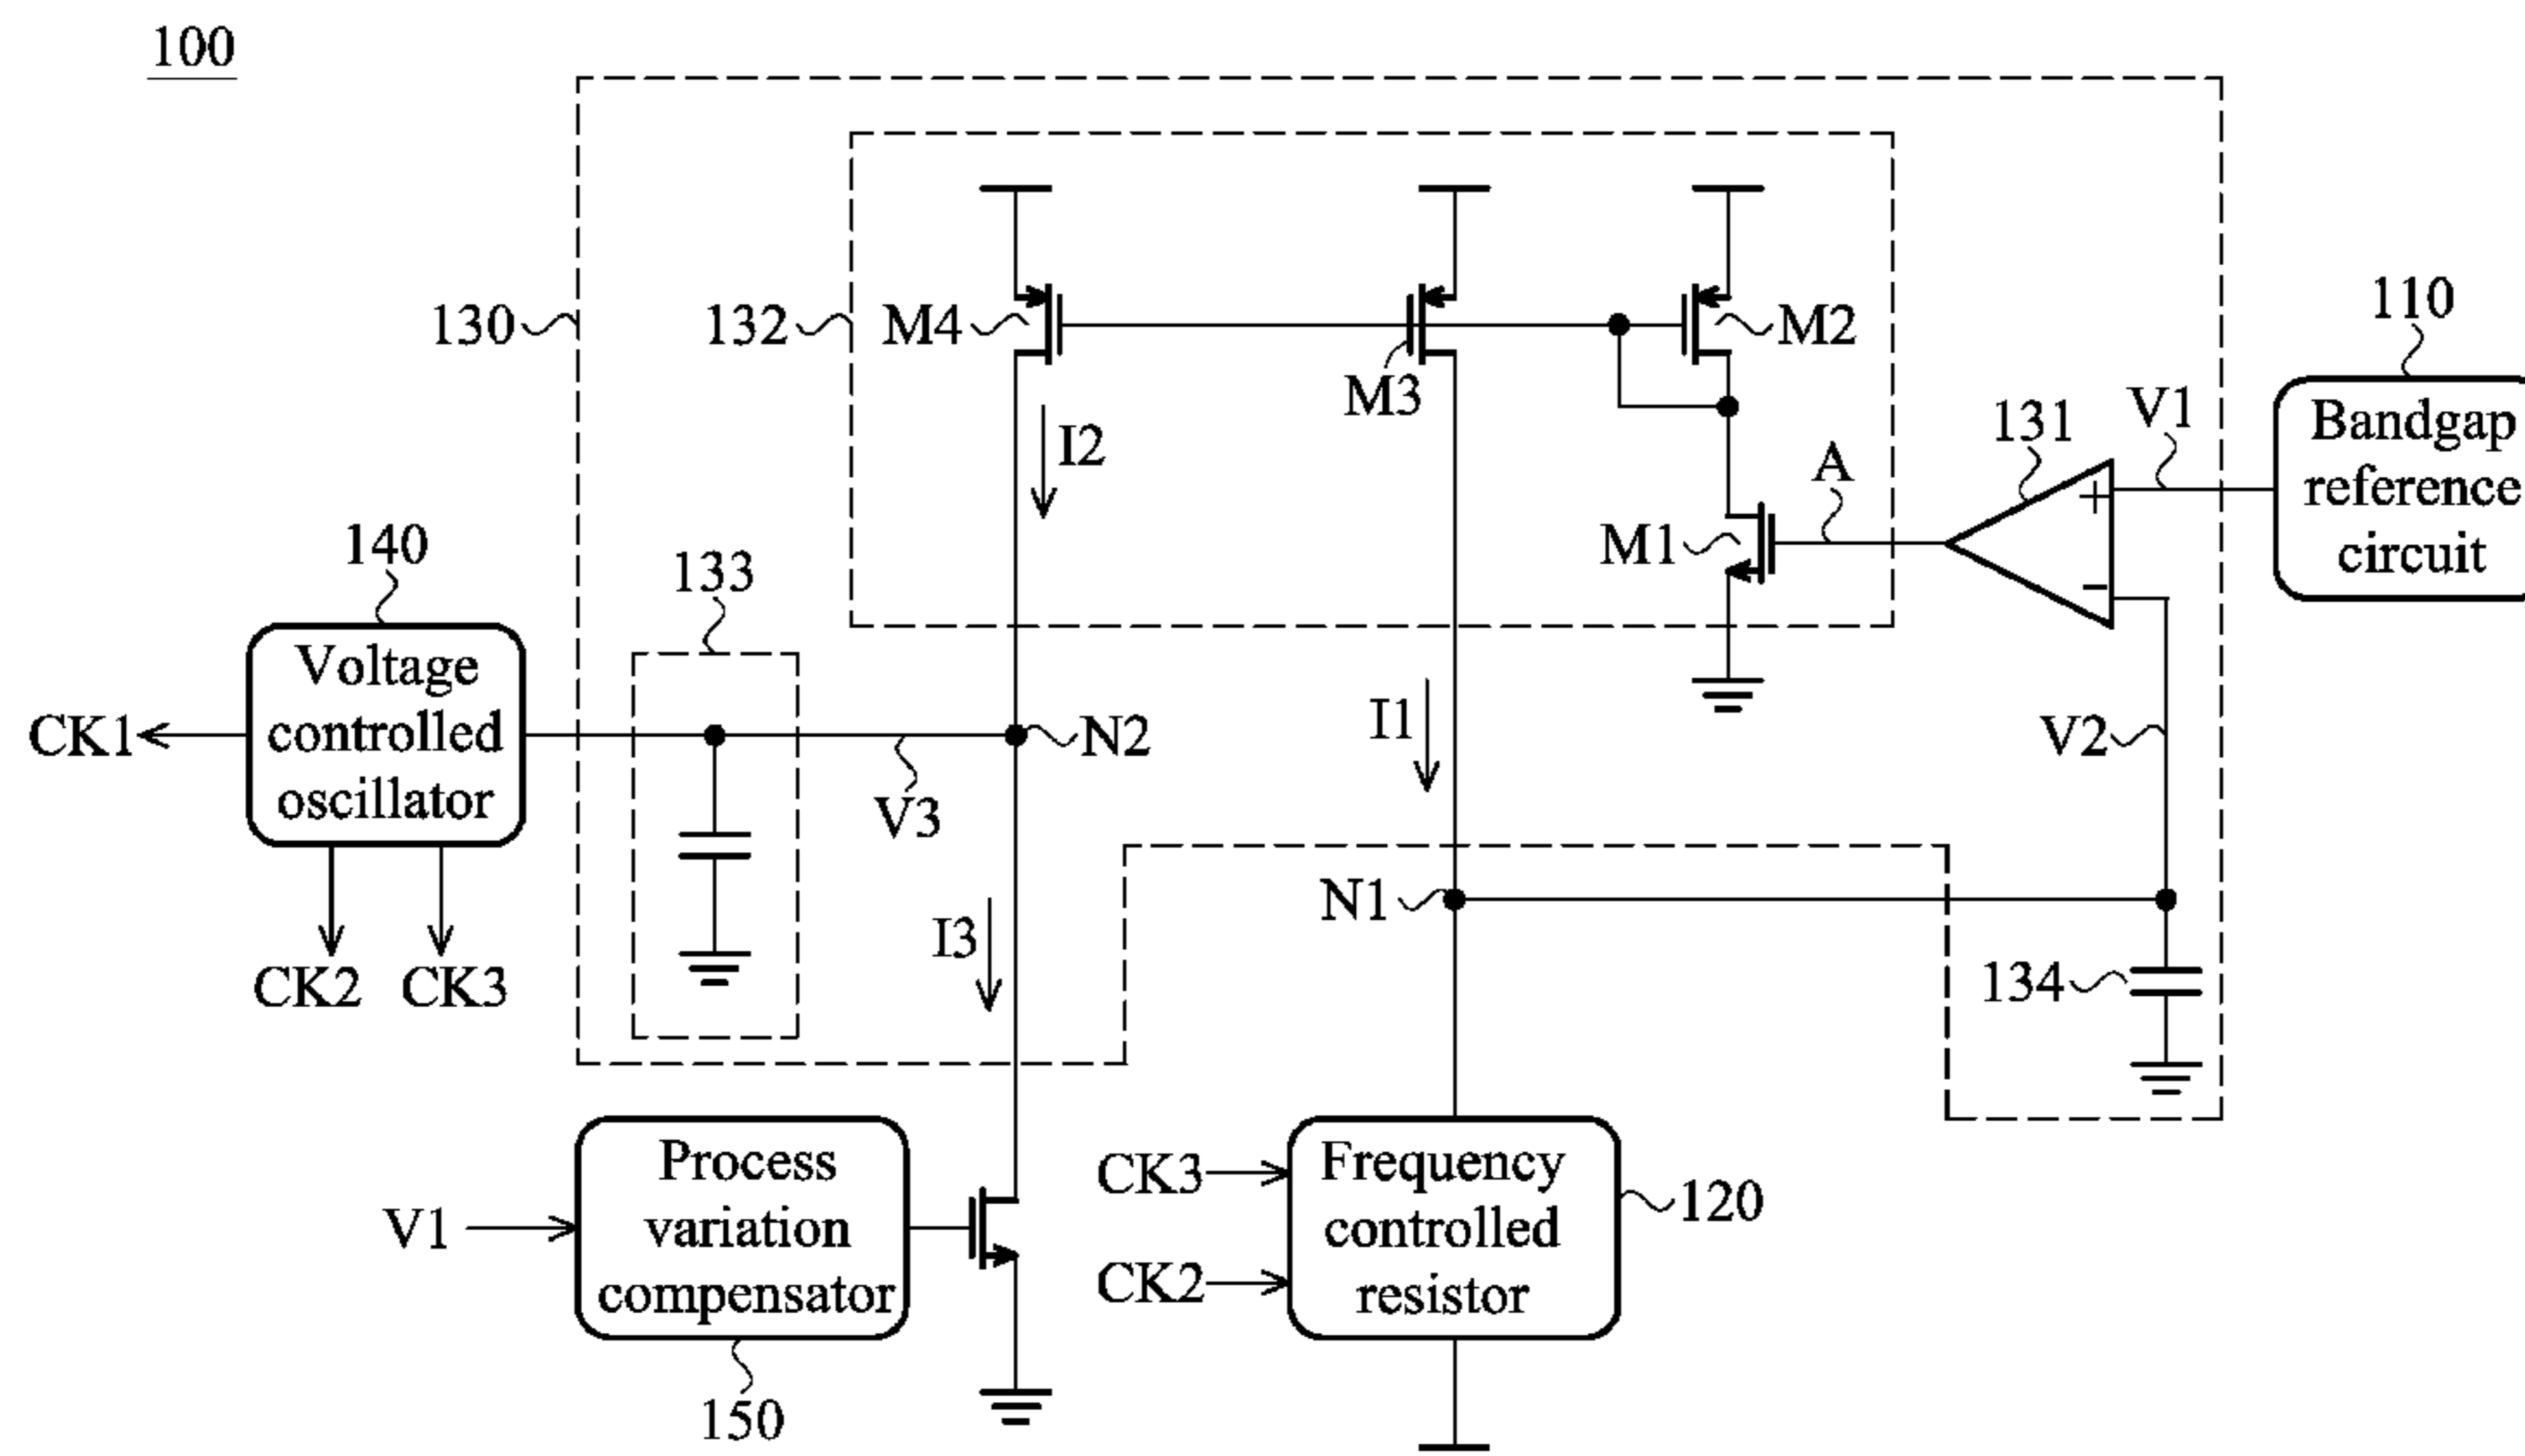 100
130
132
M4
M3
M2
110
I2
A
131
V1
Bandgap
reference
circuit
M1
140
133
Voltage
controlled
oscillator
CK1
N2
I1
V2
V3
CK2
CK3
I3
N1
134
V1
Process
variation
compensator
CK3
CK2
Frequency
controlled
resistor
120
150
+
−